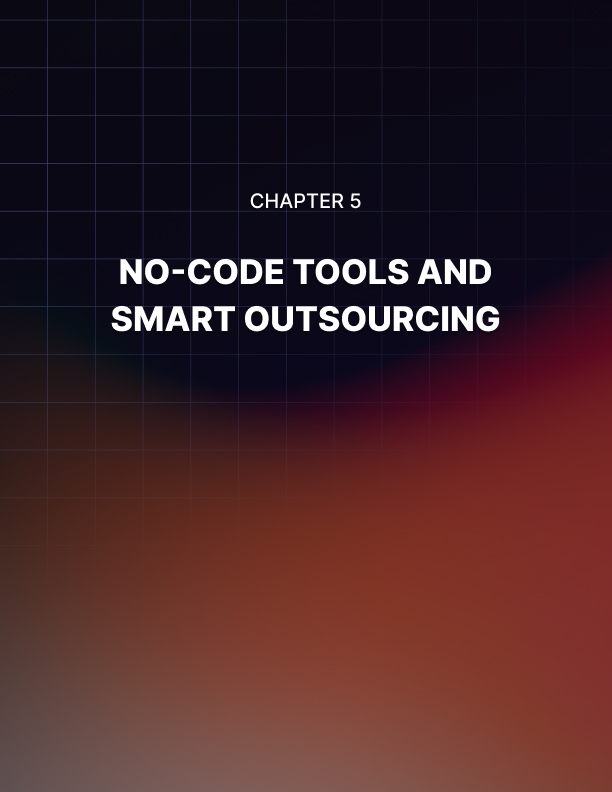 CHAPTER 5
NO-CODE TOOLS AND
SMART OUTSOURCING